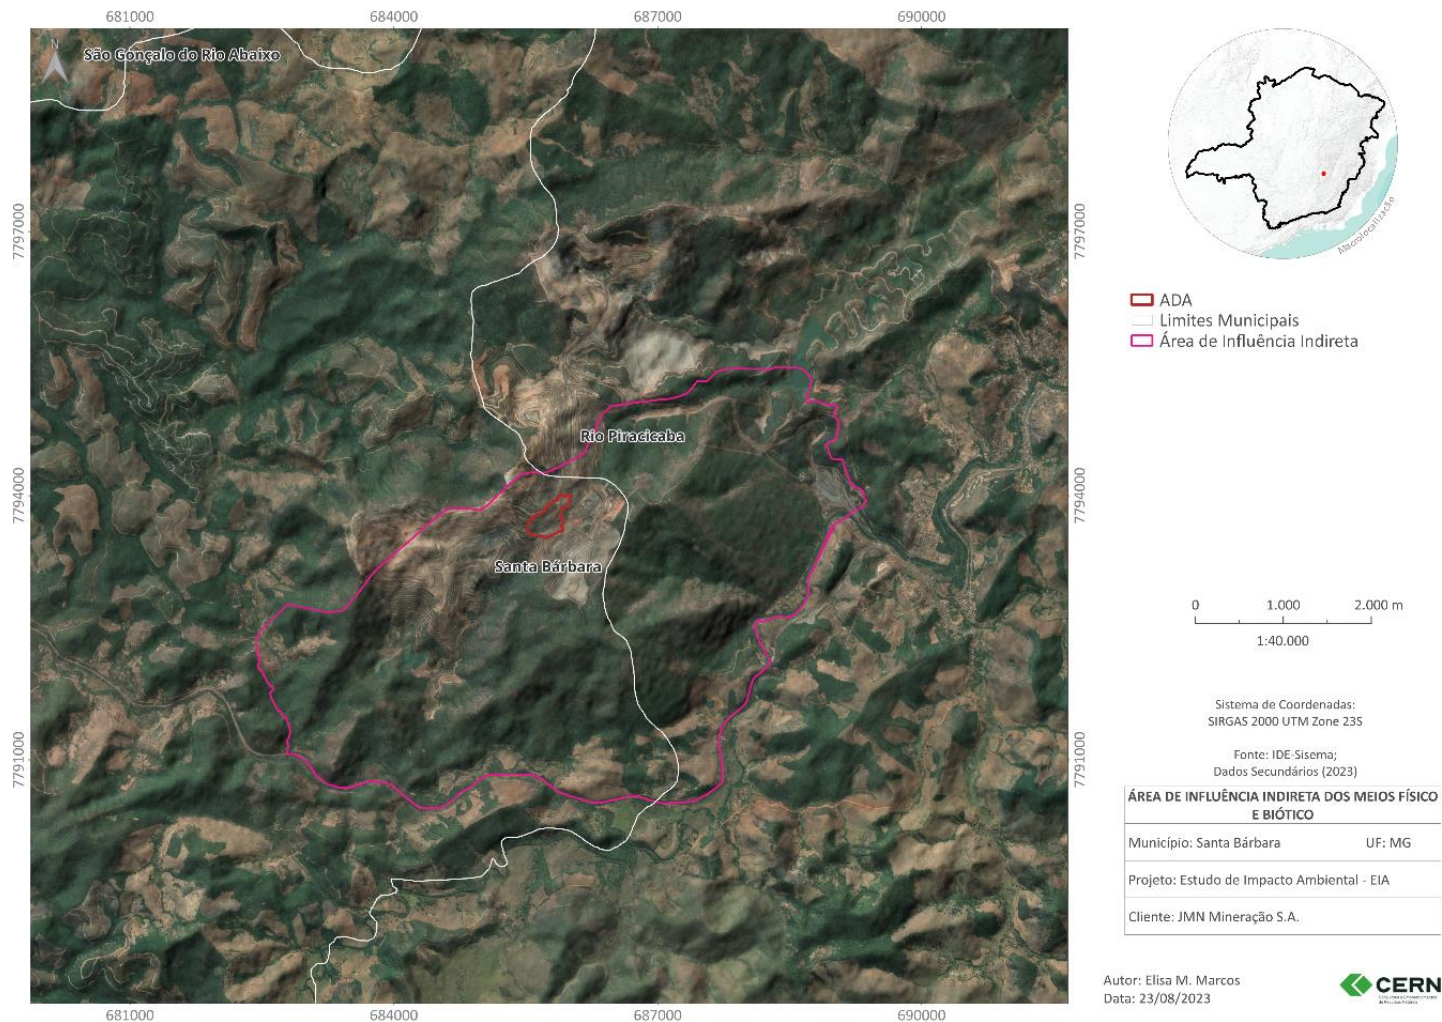 681000
684000
687000
690000
N
São Gonçalo do Rio Abaixo
7797000
7797000
Macrolocalização
ADA
Limites Municipais
Área de Influência Indireta
Rio Piracicaba
7794000
7794000
Santa Bárbara
0 1.000 2.000 m
1:40.000
Sistema de Coordenadas:
SIRGAS 2000 UTM Zone 23S
7791000
7791000
Fonte: IDE-Sisema;
Dados Secundários (2023)
ÁREA DE INFLUÊNCIA INDIRETA DOS MEIOS FÍSICO
E BIÓTICO
Município: Santa Bárbara UF: MG
Projeto: Estudo de Impacto Ambiental - EIA
Cliente: JMN Mineração S.A.
Autor: Elisa M. Marcos
Data: 23/08/2023
CERN
681000
684000
687000
690000